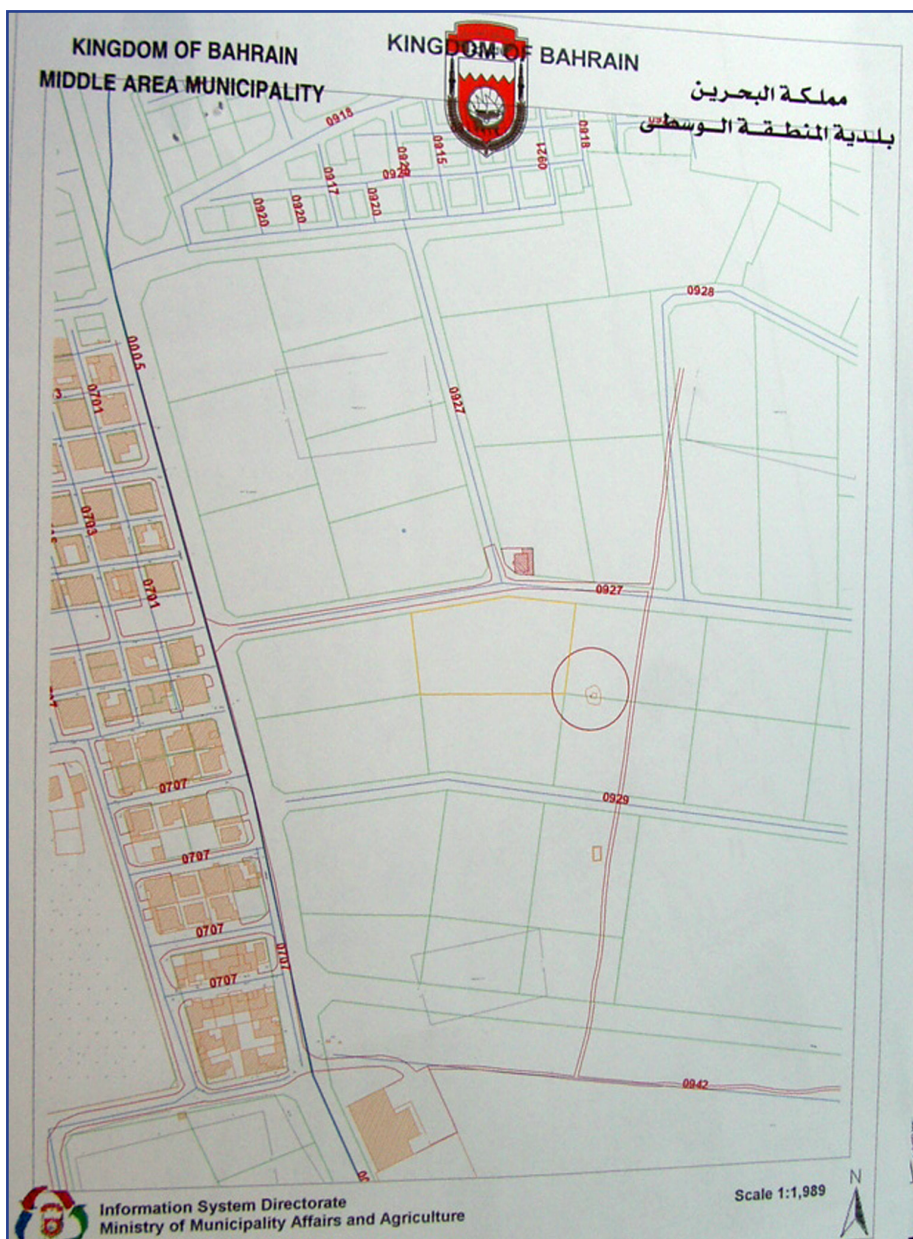 KINGDOM OF BAHRAIN
MIDDLE AREA MUNICIPALITY
KINGDOM OF BAHRAIN
مملكة البحرين
بلدية المنطقة الوسطى
0918
0915
0921
0918
0917
0920
0920
0920
0928
0005
0927
0701
0703
0701
0927
0707
0929
0707
0707
0707
0707
0942
Information System Directorate
Ministry of Municipality Affairs and Agriculture
Scale 1:1,989
N